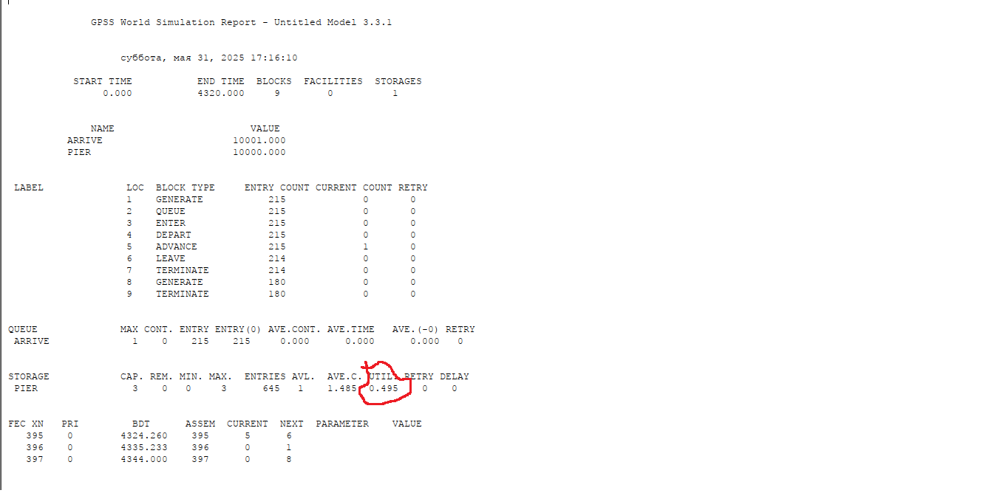 GPSS World Simulation Report - Untitled Model 3.3.1
суббота, мая 31, 2025 17:16:10
START TIME END TIME BLOCKS FACILITIES STORAGES
0.000 4320.000 9 0 1
NAME VALUE
ARRIVE 10001.000
PIER 10000.000
LABEL LOC BLOCK TYPE ENTRY COUNT CURRENT COUNT RETRY
1 GENERATE 215 0 0
2 QUEUE 215 0 0
3 ENTER 215 0 0
4 DEPART 215 0 0
5 ADVANCE 215 1 0
6 LEAVE 214 0 0
7 TERMINATE 214 0 0
8 GENERATE 180 0 0
9 TERMINATE 180 0 0
QUEUE MAX CONT. ENTRY ENTRY(0) AVE.CONT. AVE.TIME AVE.(-0) RETRY
ARRIVE 1 0 215 215 0.000 0.000 0.000 0
STORAGE CAP. REM. MIN. MAX. ENTRIES AVL. AVE.C. UTIL. RETRY DELAY
PIER 3 0 0 3 645 1 1.485 0.495 0 0
FEC XN PRI BDT ASSEM CURRENT NEXT PARAMETER VALUE
395 0 4324.260 395 5 6
396 0 4335.233 396 0 1
397 0 4344.000 397 0 8